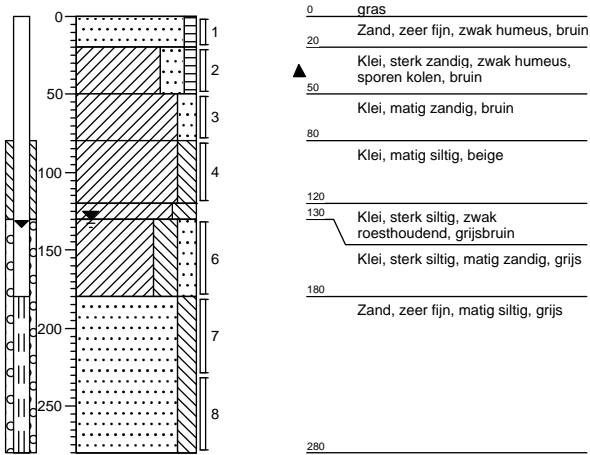 0
50
100
150
200
250
1
2
3
4
6
7
8
0
gras
Zand, zeer fijn, zwak humeus, bruin
20
Klei, sterk zandig, zwak humeus,
sporen kolen, bruin
50
Klei, matig zandig, bruin
80
Klei, matig siltig, beige
120
130
Klei, sterk siltig, zwak
roesthoudend, grijsbruin
Klei, sterk siltig, matig zandig, grijs
180
Zand, zeer fijn, matig siltig, grijs
280